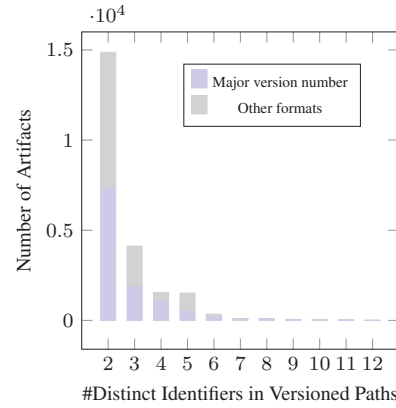 ·10^4
1.5
1
0.5
0
Number of Artifacts
Major version number
Other formats
2 3 4 5 6 7 8 9 10 11 12
#Distinct Identifiers in Versioned Paths